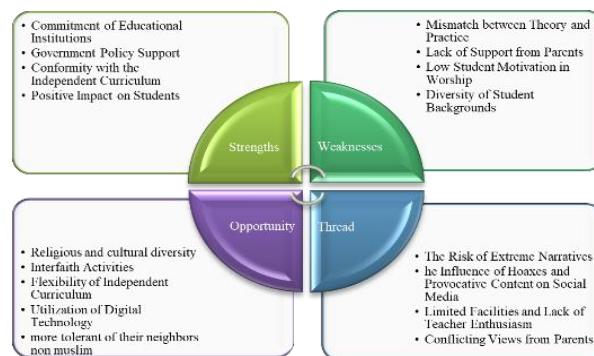 • Commitment of Educational
Institutions
• Government Policy Support
• Conformity with the
Independent Curriculum
• Positive Impact on Students
• Mismatch between Theory and
Practice
• Lack of Support from Parents
• Low Student Motivation in
Worship
• Diversity of Student
Backgrounds
Strengths
Weaknesses
Opportunity
Thread
• Religious and cultural diversity
• Interfaith Activities
• Flexibility of Independent
Curriculum
• Utilization of Digital
Technology
• more tolerant of their neighbors
non muslim
• The Risk of Extreme Narratives
• he Influence of Hoaxes and
Provocative Content on Social
Media
• Limited Facilities and Lack of
Teacher Enthusiasm
• Conflicting Views from Parents